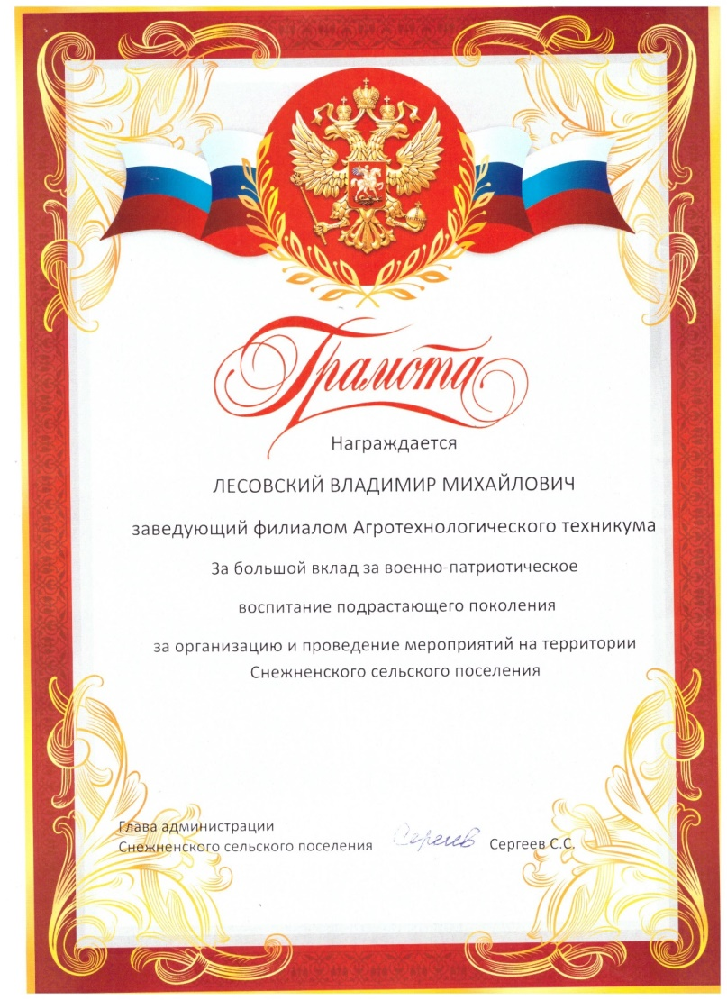 Грамота
Награждается
ЛЕСОВСКИЙ ВЛАДИМИР МИХАЙЛОВИЧ
заведующий филиалом Агротехнологического техникума
За большой вклад за военно-патриотическое
воспитание подрастающего поколения
за организацию и проведение мероприятий на территории
Снежненского сельского поселения
Глава администрации
Снежненского сельского поселения Сергеев Сергеев С.С.